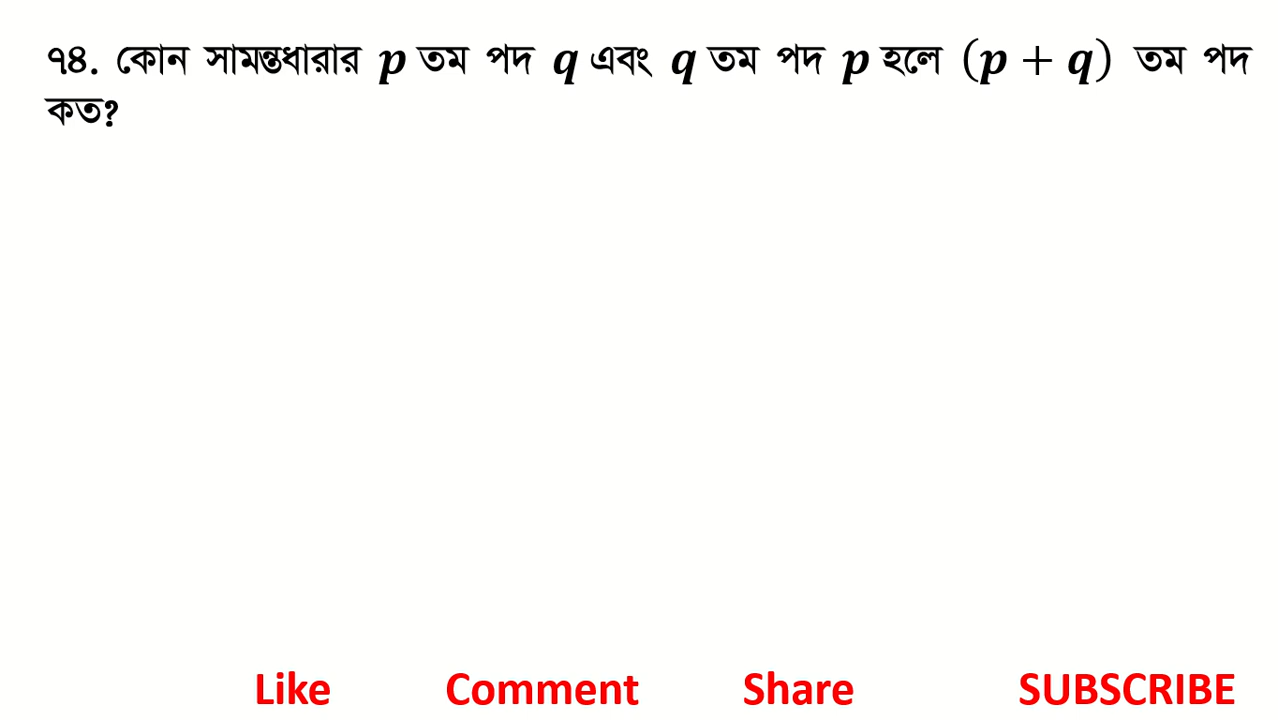 ৭৪. কোন সামন্তধারার p তম পদ q এবং q তম পদ p হলে (p + q) তম পদ
কত?
Like Comment Share SUBSCRIBE